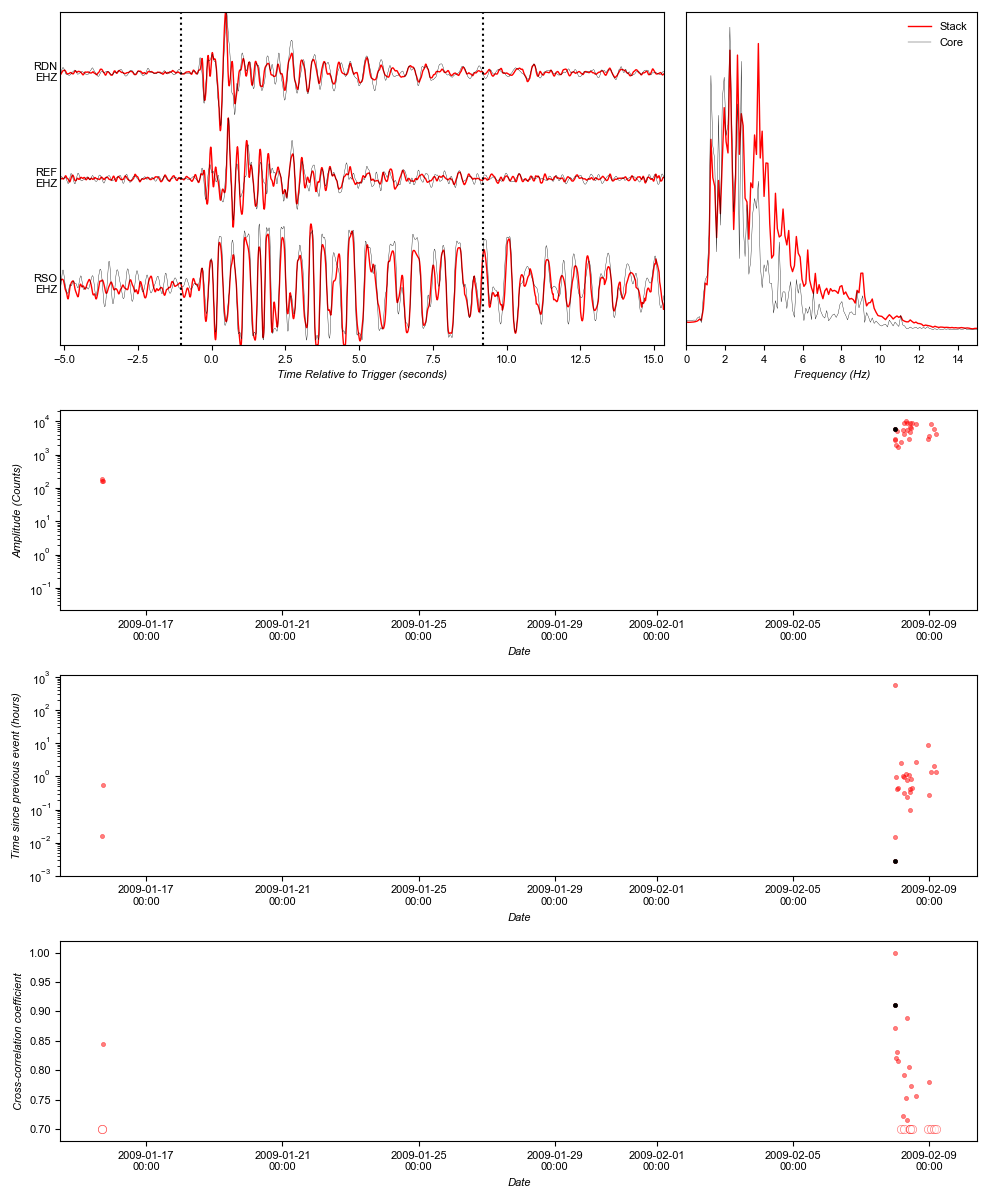 RDN
EHZ
REF
EHZ
RSO
EHZ
−5.0 −2.5 0.0 2.5 5.0 7.5 10.0 12.5 15.0
Time Relative to Trigger (seconds)
Stack
Core
0 2 4 6 8 10 12 14
Frequency (Hz)
10⁴
10³
10²
10¹
10⁰
10⁻¹
Amplitude (Counts)
2009-01-17 2009-01-21 2009-01-25 2009-01-29 2009-02-01 2009-02-05 2009-02-09
00:00 00:00 00:00 00:00 00:00 00:00 00:00
Date
10³
10²
10¹
10⁰
10⁻¹
10⁻²
10⁻³
Time since previous event (hours)
2009-01-17 2009-01-21 2009-01-25 2009-01-29 2009-02-01 2009-02-05 2009-02-09
00:00 00:00 00:00 00:00 00:00 00:00 00:00
Date
1.00
0.95
0.90
0.85
0.80
0.75
0.70
Cross-correlation coefficient
2009-01-17 2009-01-21 2009-01-25 2009-01-29 2009-02-01 2009-02-05 2009-02-09
00:00 00:00 00:00 00:00 00:00 00:00 00:00
Date